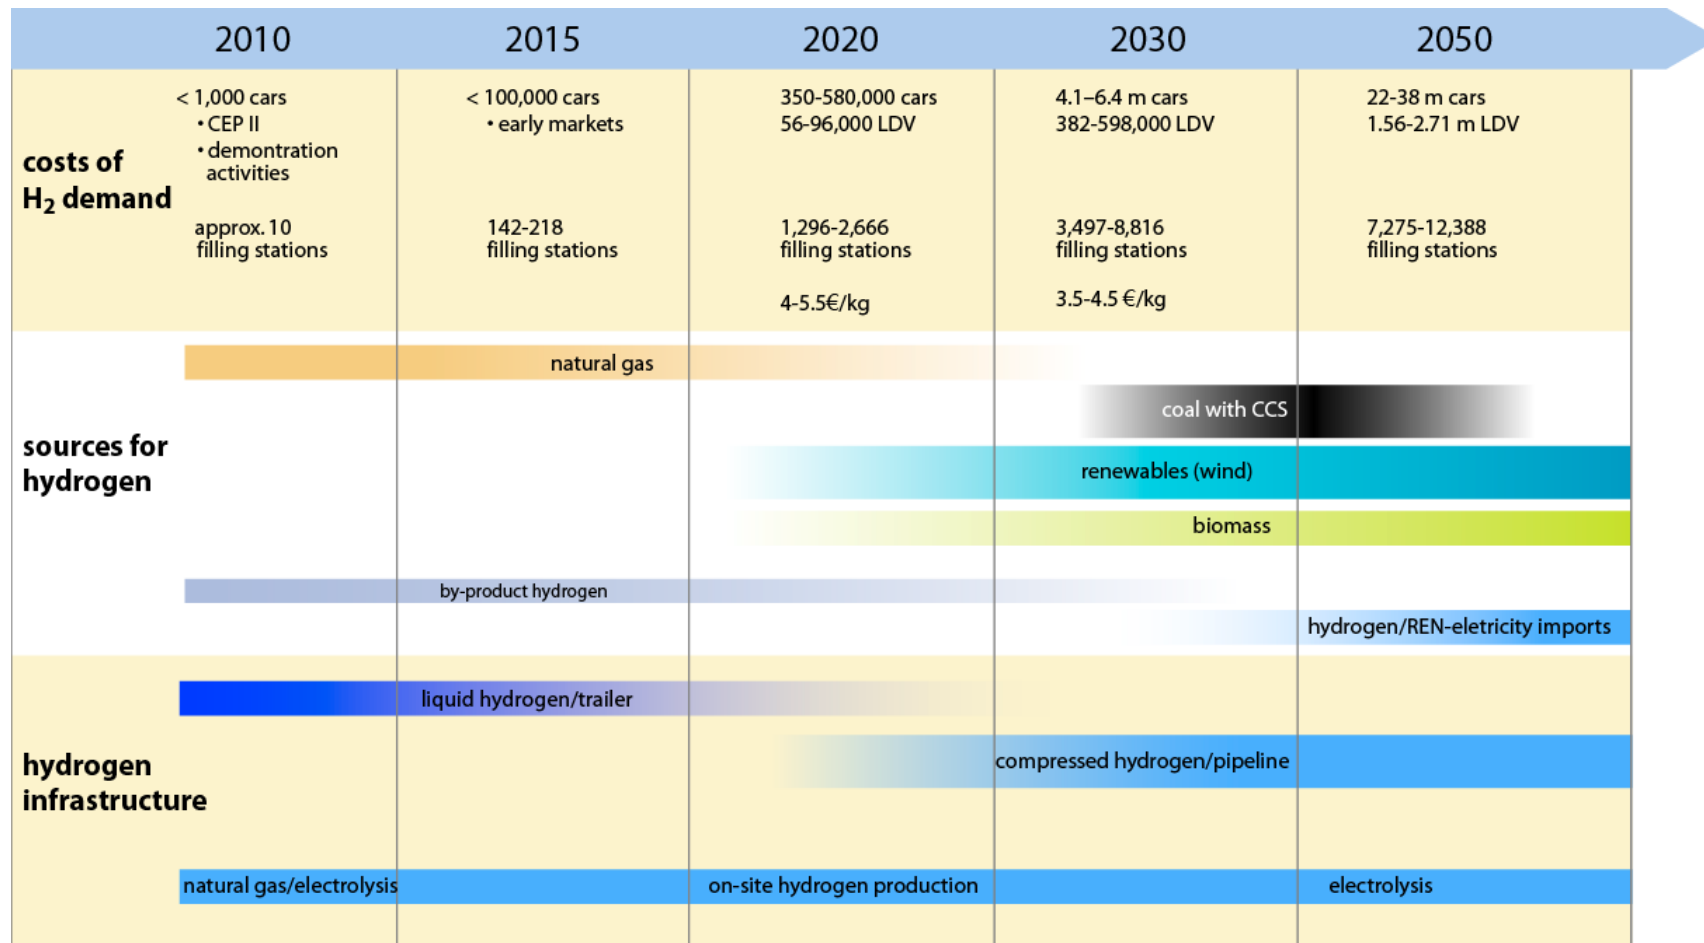 2010
2015
2020
2030
2050
costs of
H₂ demand
< 1,000 cars
• CEP II
• demontration
activities
approx. 10
filling stations
< 100,000 cars
• early markets
142-218
filling stations
350-580,000 cars
56-96,000 LDV
1,296-2,666
filling stations
4-5.5€/kg
4.1–6.4 m cars
382-598,000 LDV
3,497-8,816
filling stations
3.5-4.5 €/kg
22-38 m cars
1.56-2.71 m LDV
7,275-12,388
filling stations
sources for
hydrogen
natural gas
coal with CCS
renewables (wind)
biomass
by-product hydrogen
hydrogen/REN-eletricity imports
hydrogen
infrastructure
liquid hydrogen/trailer
compressed hydrogen/pipeline
natural gas/electrolysis
on-site hydrogen production
electrolysis